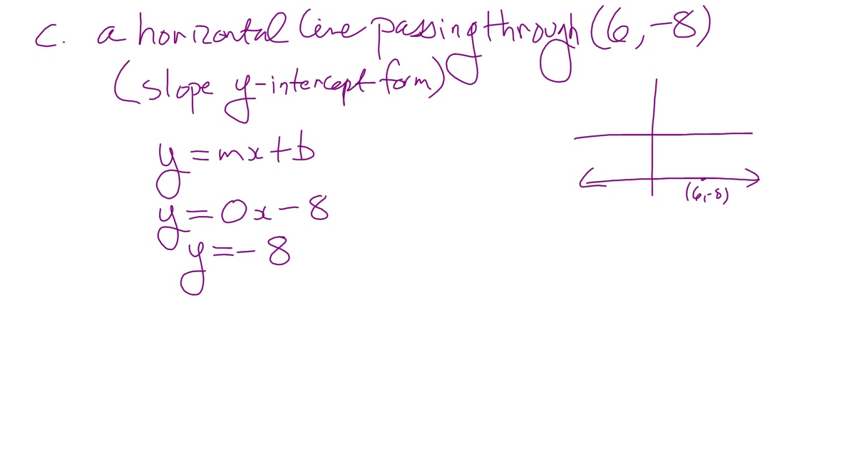 c. a horizontal line passing through (6,-8)
(slope y-intercept form)
y = mx + b
y = 0x - 8
y = - 8
(6,-8)